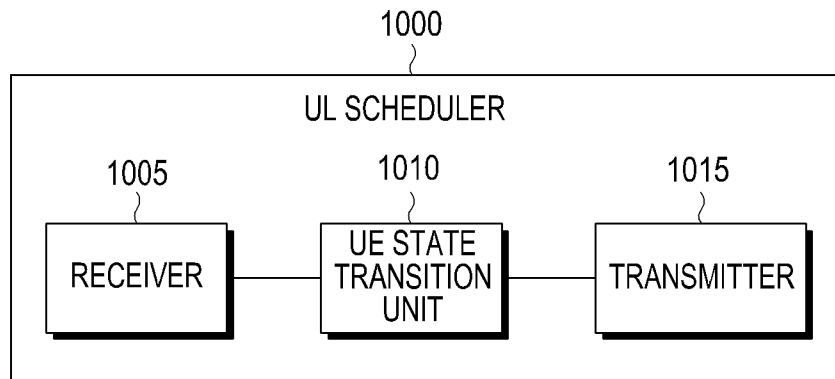 1000
UL SCHEDULER
1005
1010
1015
RECEIVER
UE STATE
TRANSITION
UNIT
TRANSMITTER